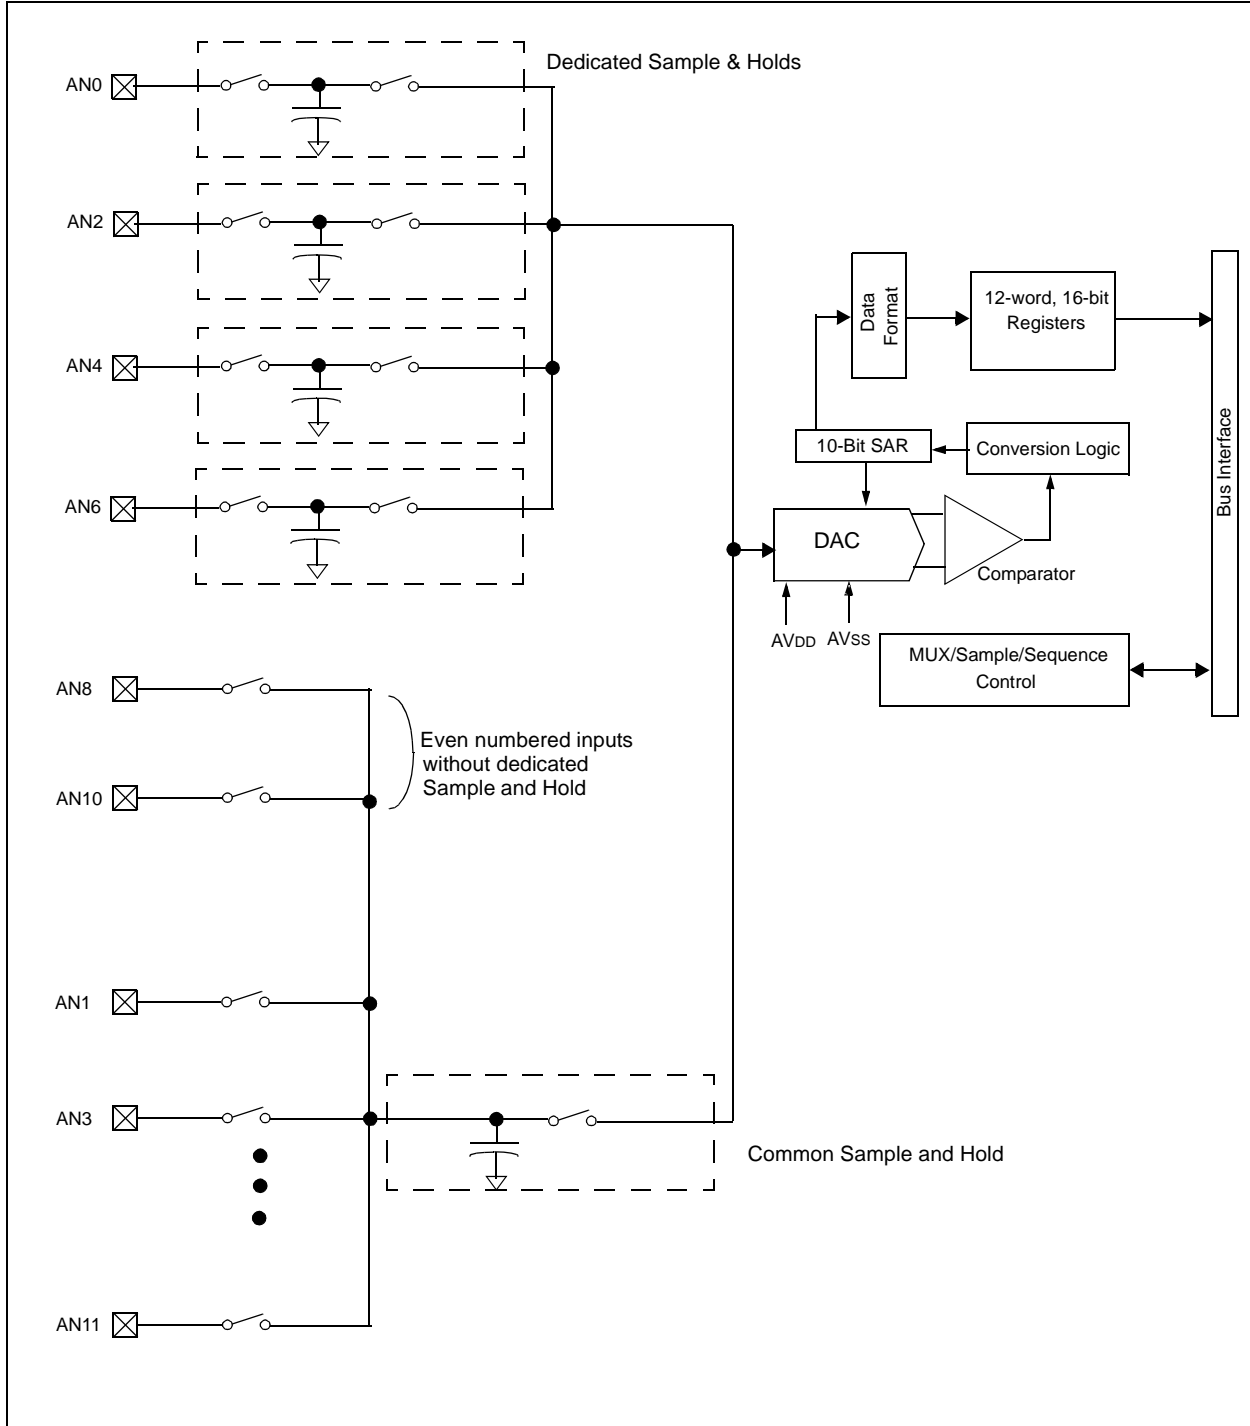 Dedicated Sample & Holds
AN0
AN2
AN4
AN6
Data
Format
12-word, 16-bit
Registers
10-Bit SAR
Conversion Logic
Bus Interface
DAC
Comparator
AVDD
AVSS
MUX/Sample/Sequence
Control
AN8
Even numbered inputs
without dedicated
Sample and Hold
AN10
AN1
AN3
Common Sample and Hold
AN11